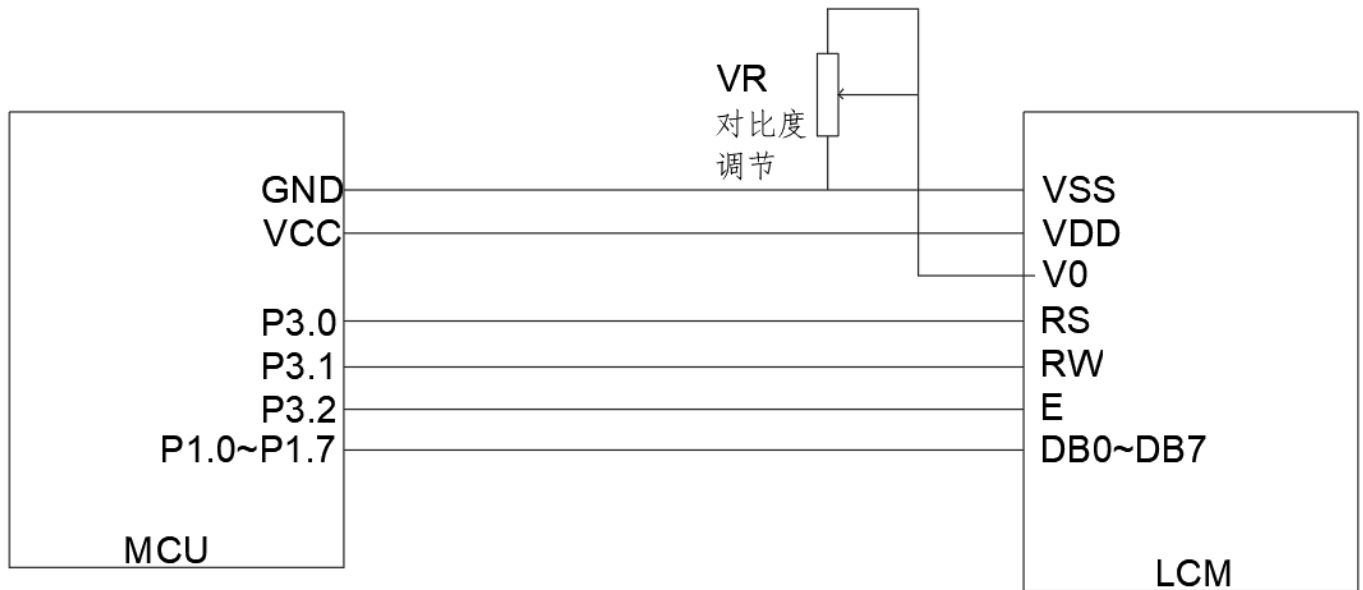 VR
对比度
调节
GND
VCC
P3.0
P3.1
P3.2
P1.0~P1.7
MCU
VSS
VDD
V0
RS
RW
E
DB0~DB7
LCM